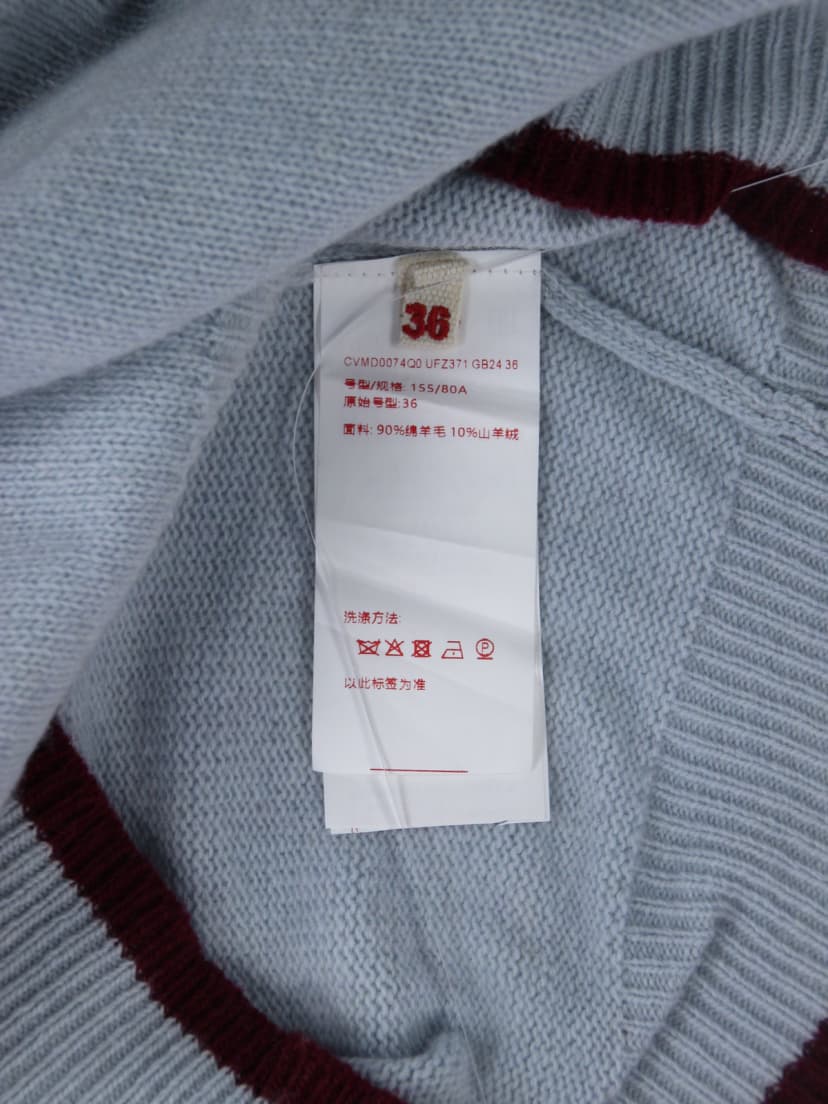 36
CVMD0074Q0 UFZ371 GB24 36
号型/规格: 155/80A
原始号型:36
面料: 90%绵羊毛 10%山羊绒
洗涤方法:
P
以此标签为准